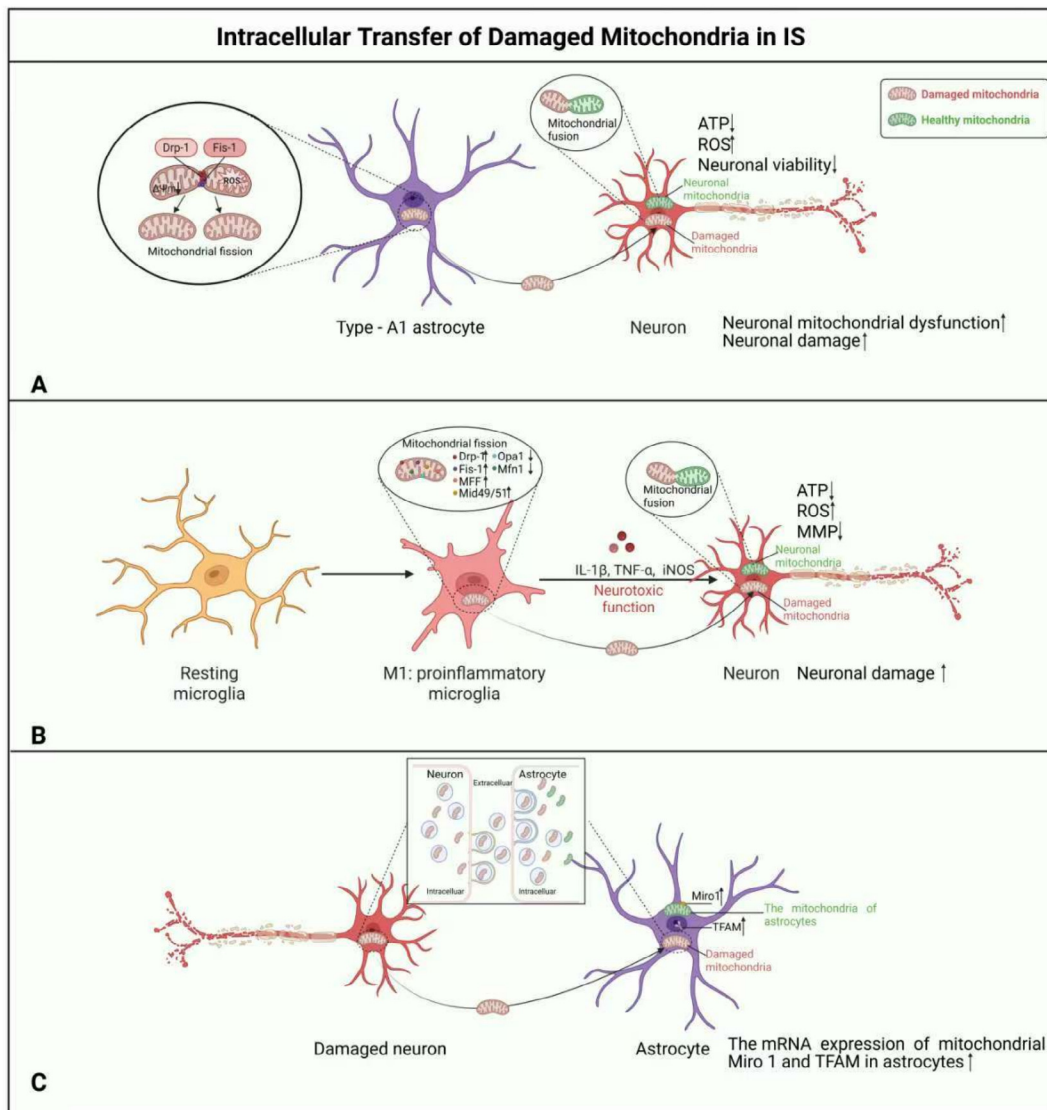 Intracellular Transfer of Damaged Mitochondria in IS
Drp-1 Fis-1
ΔΨm↓ ROS
Mitochondrial fission
Type - A1 astrocyte
Mitochondrial
fusion
ATP↓
ROS↑
Neuronal viability↓
Damaged mitochondria
Healthy mitochondria
Neuronal
mitochondria
Damaged
mitochondria
Neuron
Neuronal mitochondrial dysfunction↑
Neuronal damage↑
A
Resting
microglia
Mitochondrial fission
Drp-1↑ Opa1↓
Fis-1↑ Mfn1↓
MFF↑
Mid49/51↑
M1: proinflammatory
microglia
IL-1β, TNF-α, iNOS
Neurotoxic
function
Mitochondrial
fusion
ATP↓
ROS↑
MMP↓
Neuronal
mitochondria
Damaged
mitochondria
Neuron
Neuronal damage ↑
B
Neuron Extracelluar Astrocyte
Intracelluar Intracelluar
Damaged neuron
Miro1↑
The mitochondria of
astrocytes
TFAM↑
Damaged
mitochondria
Astrocyte
The mRNA expression of mitochondrial
Miro 1 and TFAM in astrocytes↑
C